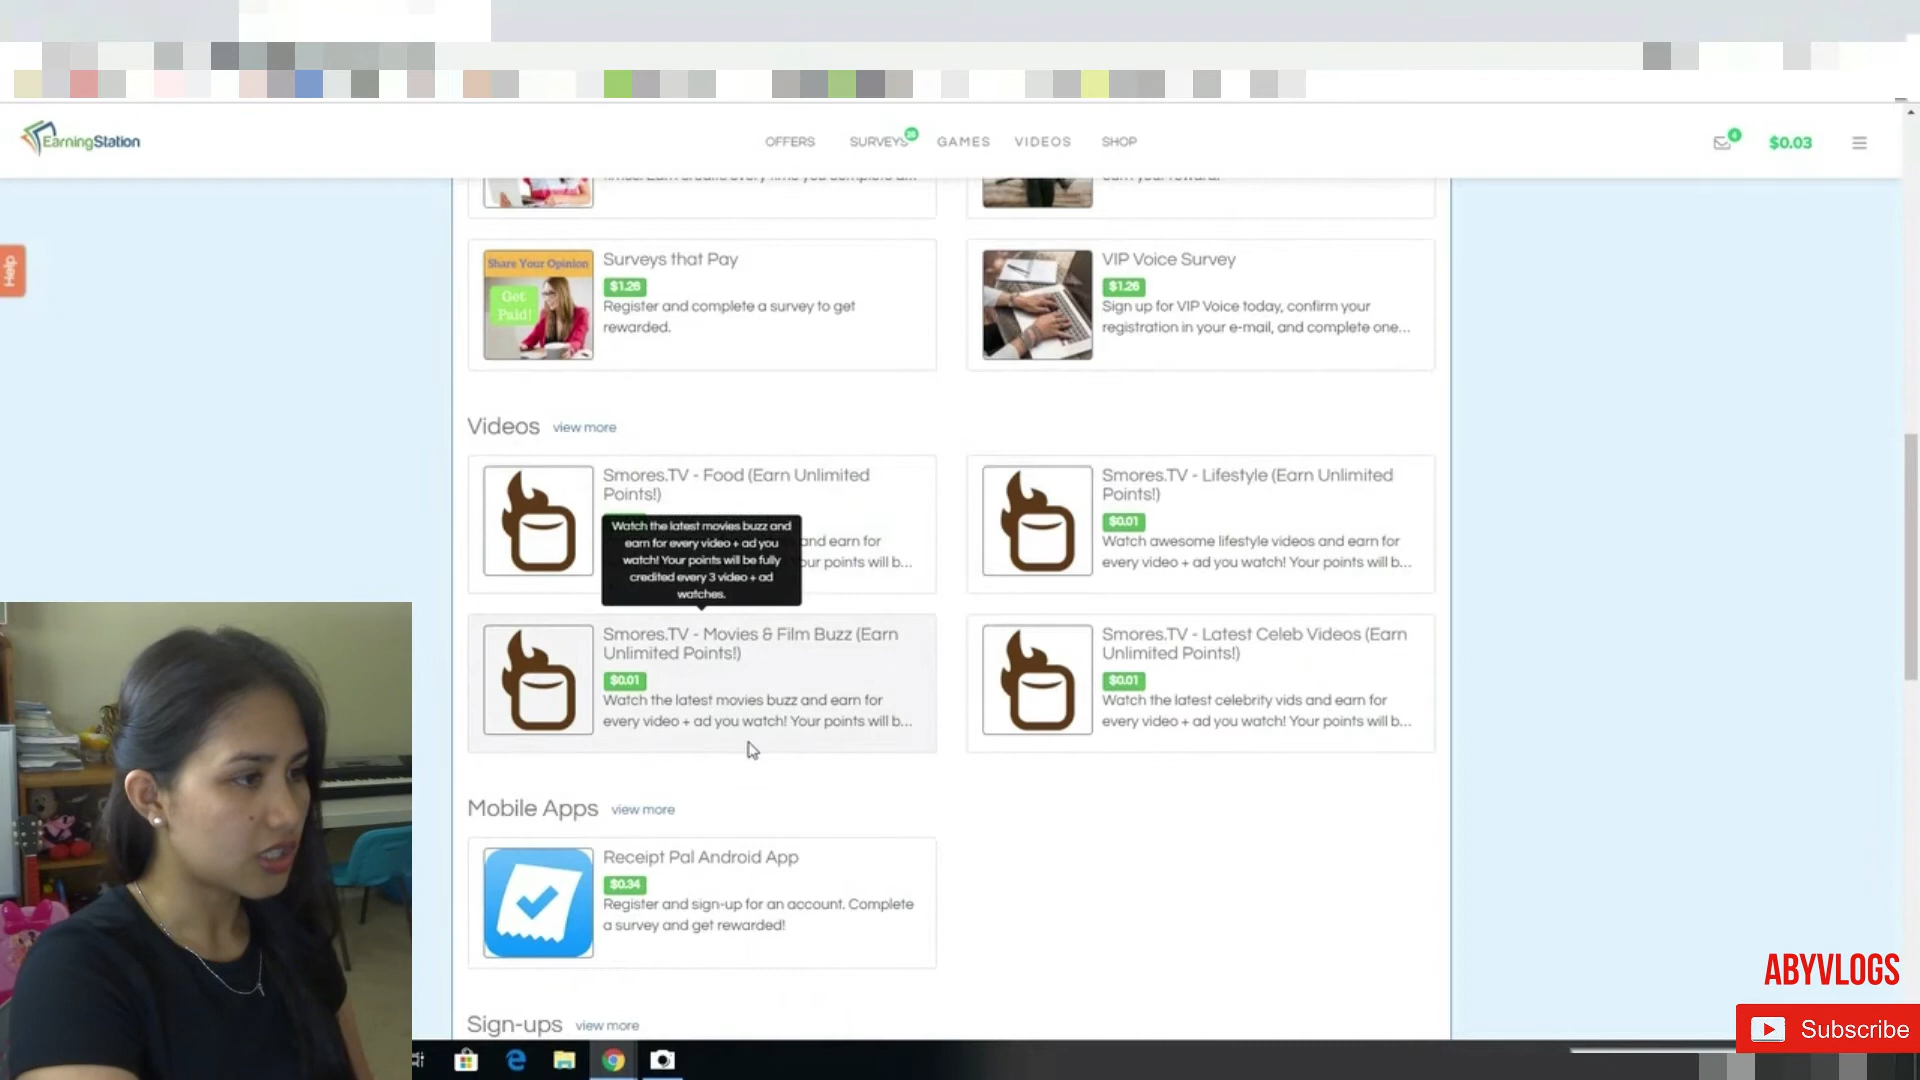 EarningStation
OFFERS
SURVEYS
28
GAMES
VIDEOS
SHOP
4
$0.03
Help
Share Your Opinion
Get
Paid!
Surveys that Pay
$1.26
Register and complete a survey to get
rewarded.
VIP Voice Survey
$1.26
Sign up for VIP Voice today, confirm your
registration in your e-mail, and complete one...
Videos view more
Smores.TV - Food (Earn Unlimited
Points!)
and earn for
our points will b...
Watch the latest movies buzz and
earn for every video + ad you
watch! Your points will be fully
credited every 3 video + ad
watches.
Smores.TV - Lifestyle (Earn Unlimited
Points!)
$0.01
Watch awesome lifestyle videos and earn for
every video + ad you watch! Your points will b...
Smores.TV - Movies & Film Buzz (Earn
Unlimited Points!)
$0.01
Watch the latest movies buzz and earn for
every video + ad you watch! Your points will b...
Smores.TV - Latest Celeb Videos (Earn
Unlimited Points!)
$0.01
Watch the latest celebrity vids and earn for
every video + ad you watch! Your points will b...
Mobile Apps view more
Receipt Pal Android App
$0.34
Register and sign-up for an account. Complete
a survey and get rewarded!
Sign-ups view more
ABYVLOGS
Subscribe